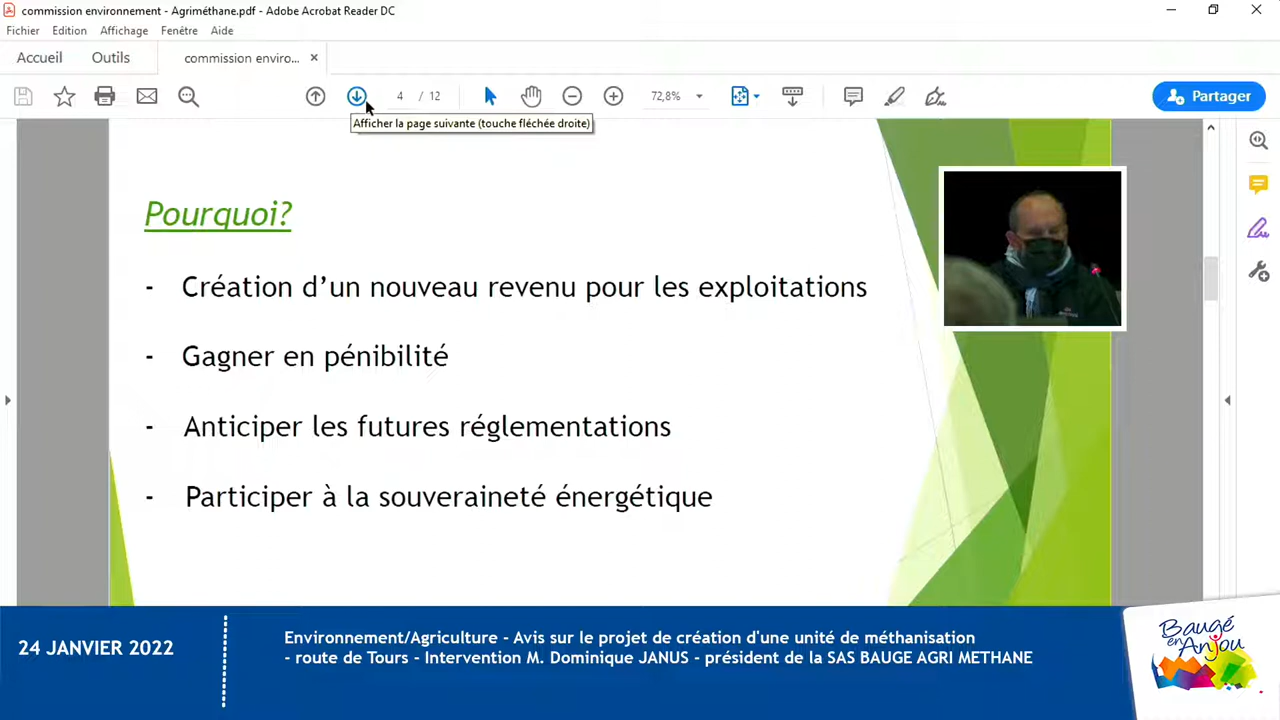 commission environnement - Agriméthane.pdf - Adobe Acrobat Reader DC
Fichier Edition Affichage Fenêtre Aide
Accueil Outils commission enviro... ×
4 / 12 72,8% Partager
Afficher la page suivante (touche fléchée droite)
Pourquoi?
- Création d’un nouveau revenu pour les exploitations
- Gagner en pénibilité
- Anticiper les futures réglementations
- Participer à la souveraineté énergétique
24 JANVIER 2022
Environnement/Agriculture - Avis sur le projet de création d'une unité de méthanisation
- route de Tours - Intervention M. Dominique JANUS - président de la SAS BAUGE AGRI METHANE
Baugé
en
Anjou